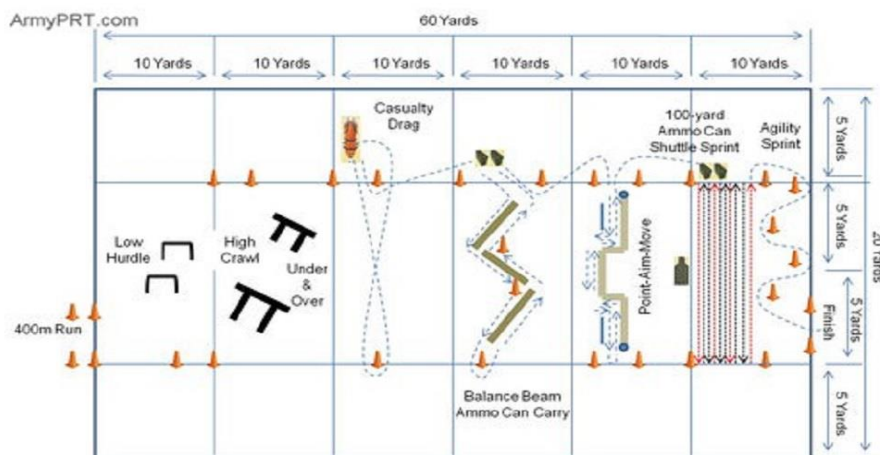 ArmyPRT.com
60 Yards
10 Yards
10 Yards
10 Yards
10 Yards
10 Yards
10 Yards
Casualty
Drag
100-yard
Ammo Can
Shuttle Sprint
Agility
Sprint
5 Yards
Low
Hurdle
High
Crawl
Under
&
Over
Point-Aim-Move
5 Yards
20 Yards
400m Run
Finish
5 Yards
Balance Beam
Ammo Can Carry
5 Yards